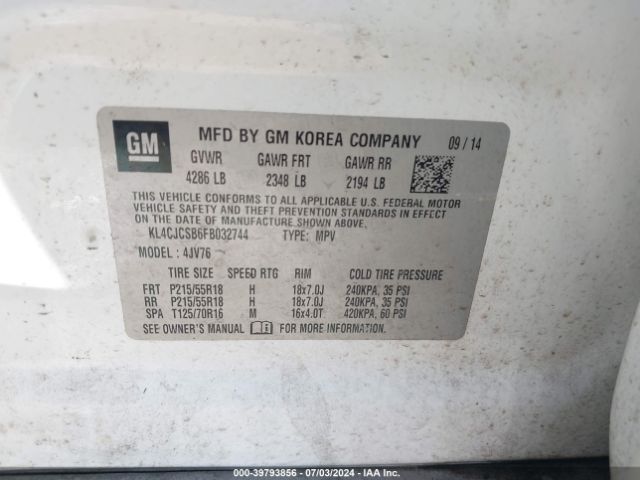 GM
MFD BY GM KOREA COMPANY 09/14
GVWR GAWR FRT GAWR RR
4286 LB 2348 LB 2194 LB
THIS VEHICLE CONFORMS TO ALL APPLICABLE U.S. FEDERAL MOTOR
VEHICLE SAFETY AND THEFT PREVENTION STANDARDS IN EFFECT
ON THE DATE OF MANUFACTURE SHOWN ABOVE.
KL4CJCSB6FB032744 TYPE: MPV
MODEL: 4JV76
TIRE SIZE SPEED RTG RIM COLD TIRE PRESSURE
FRT P215/55R18 H 18x7.0J 240KPA, 35 PSI
RR P215/55R18 H 18x7.0J 240KPA, 35 PSI
SPA T125/70R16 M 16x4.0T 420KPA, 60 PSI
SEE OWNER'S MANUAL FOR MORE INFORMATION.
000-39793856 - 07/03/2024 - IAA Inc.